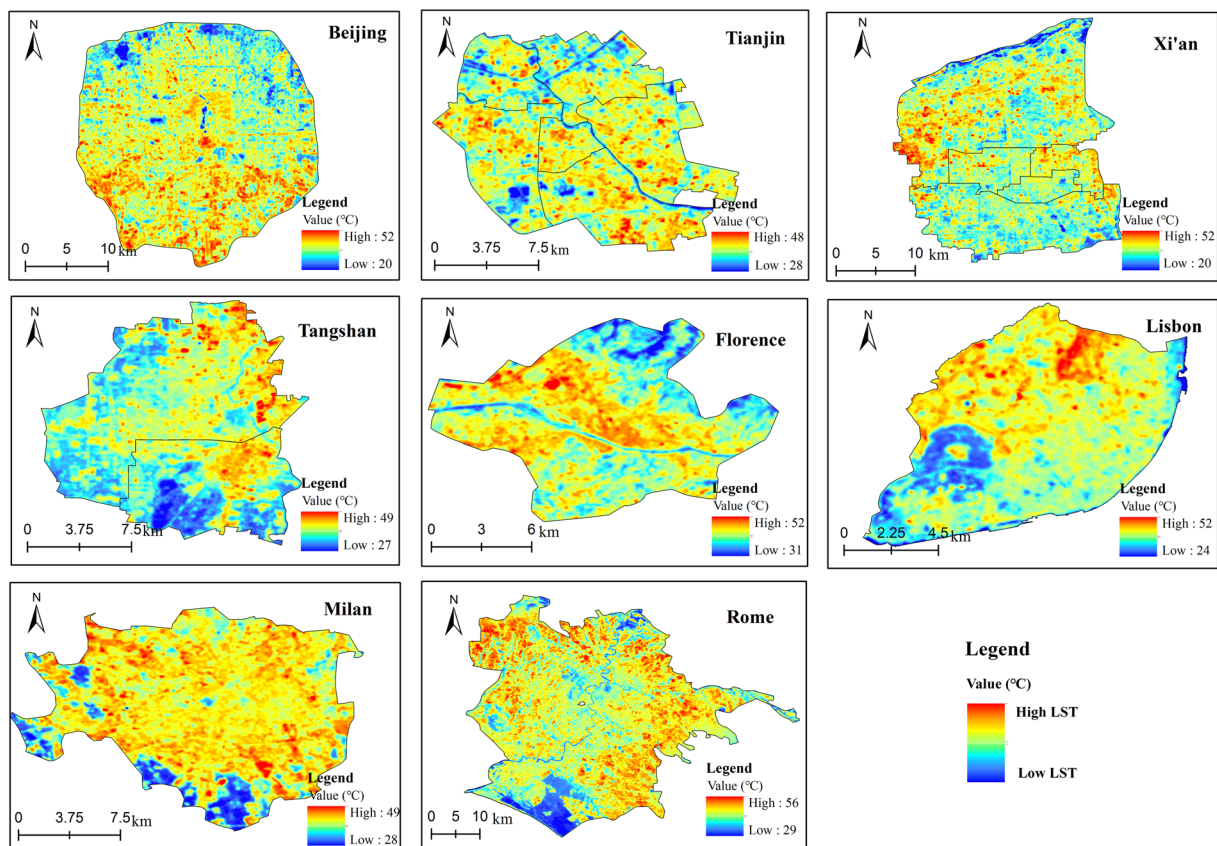 N
Beijing
Legend
Value (℃)
High : 52
Low : 20
0 5 10 km
N
Tianjin
Legend
Value (℃)
High : 48
Low : 28
0 3.75 7.5 km
N
Xi'an
Legend
Value (℃)
High : 52
Low : 20
0 5 10 km
N
Tangshan
Legend
Value (℃)
High : 49
Low : 27
0 3.75 7.5 km
N
Florence
Legend
Value (℃)
High : 52
Low : 31
0 3 6 km
N
Lisbon
Legend
Value (℃)
High : 52
Low : 24
0 2.25 4.5 km
N
Milan
Legend
Value (℃)
High : 49
Low : 28
0 3.75 7.5 km
N
Rome
Legend
Value (℃)
High : 56
Low : 29
0 5 10 km
Legend
Value (℃)
High LST
Low LST